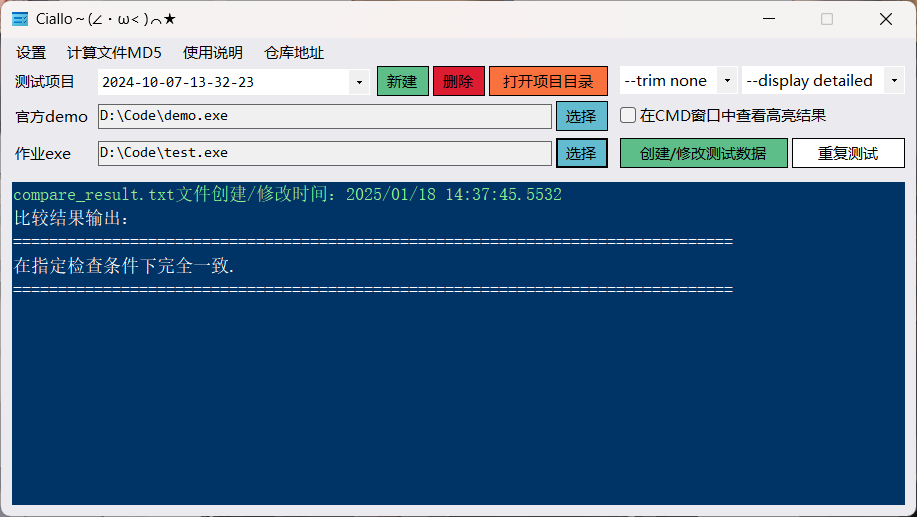 Ciallo～(∠・ω< )⌒★
设置 计算文件MD5 使用说明 仓库地址
测试项目 2024-10-07-13-32-23 新建 删除 打开项目目录 --trim none --display detailed
官方demo D:\Code\demo.exe 选择 在CMD窗口中查看高亮结果
作业exe D:\Code\test.exe 选择 创建/修改测试数据 重复测试
compare_result.txt文件创建/修改时间: 2025/01/18 14:37:45.5532
比较结果输出:
================================================================================
在指定检查条件下完全一致.
================================================================================